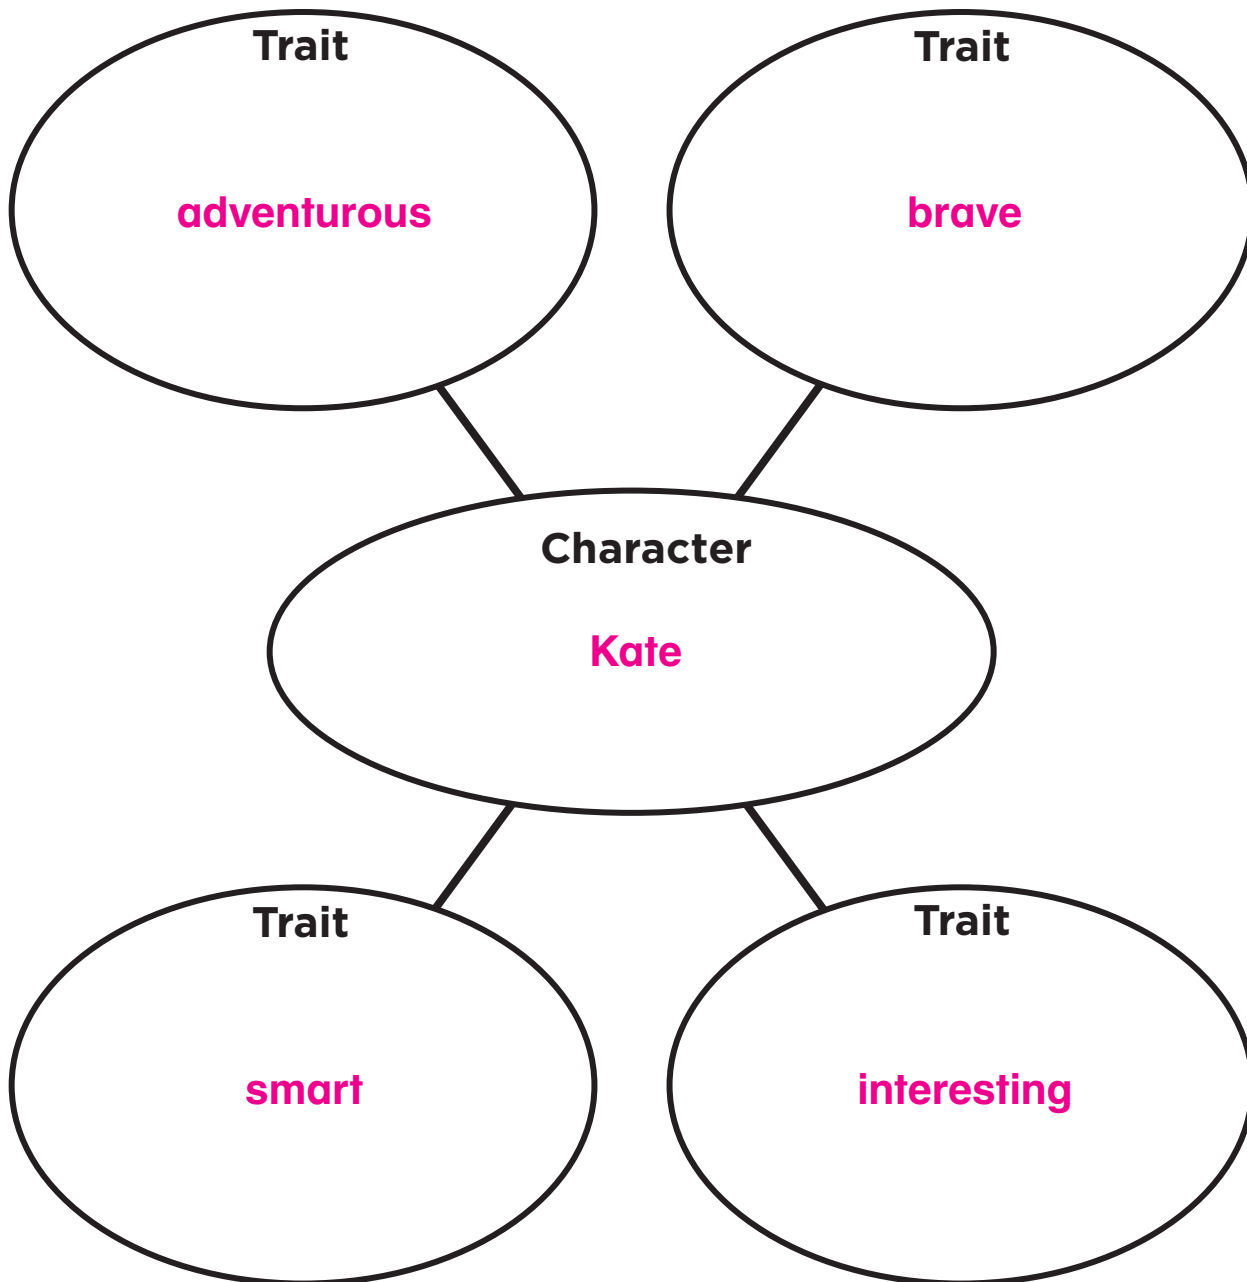 Trait
adventurous
Trait
brave
Character
Kate
Trait
smart
Trait
interesting